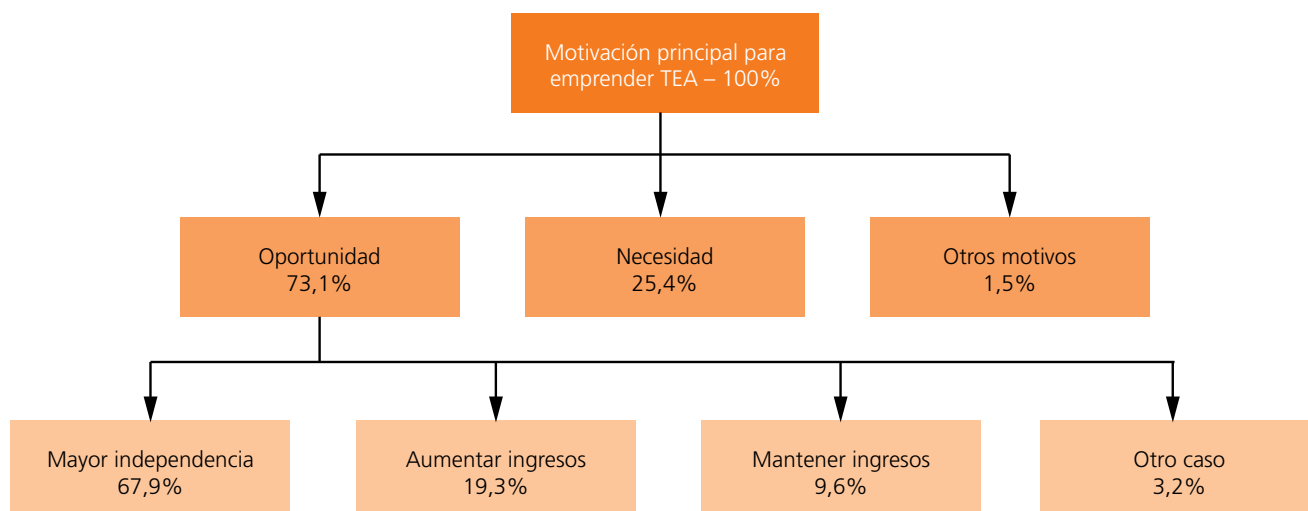 Motivación principal para
emprender TEA – 100%
Oportunidad
73,1%
Necesidad
25,4%
Otros motivos
1,5%
Mayor independencia
67,9%
Aumentar ingresos
19,3%
Mantener ingresos
9,6%
Otro caso
3,2%